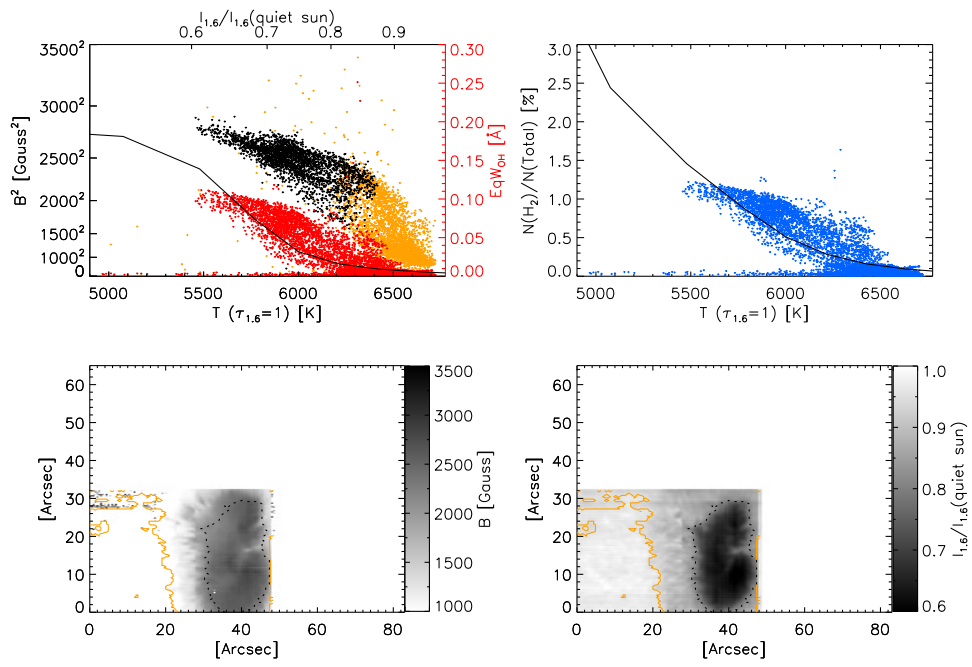 I1.6/I1.6(quiet sun)
0.6 0.7 0.8 0.9
3500² 0.30 3.0
0.25 2.5
3000²
0.20 2.0
2500² 0.15 1.5
2000² 0.10 1.0
1500² 0.05 0.5
1000²
0 0.00 0.0
B² [Gauss²]
EqWOH [Å]
N(H₂)/N(Total) [%]
5000 5500 6000 6500
T (τ1.6=1) [K]
5000 5500 6000 6500
T (τ1.6=1) [K]
60
50
40
30
20
10
0
[Arcsec]
0 20 40 60 80
[Arcsec]
3500
3000
2500
2000
1500
1000
B [Gauss]
60
50
40
30
20
10
0
[Arcsec]
0 20 40 60 80
[Arcsec]
1.0
0.9
0.8
0.7
0.6
I1.6/I1.6(quiet sun)